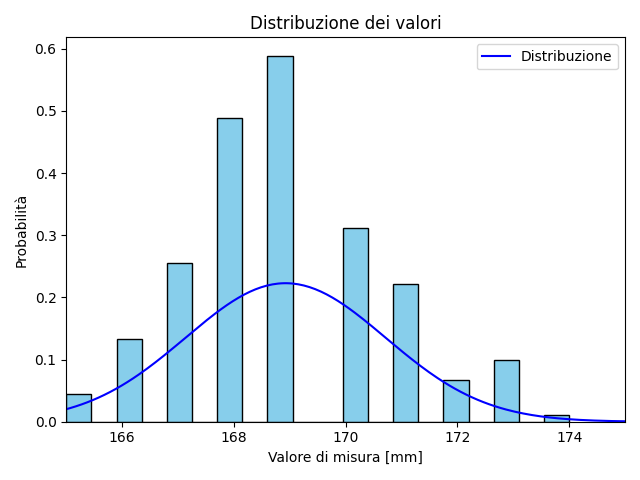 Distribuzione dei valori
Distribuzione
Probabilità
0.6
0.5
0.4
0.3
0.2
0.1
0.0
166 168 170 172 174
Valore di misura [mm]